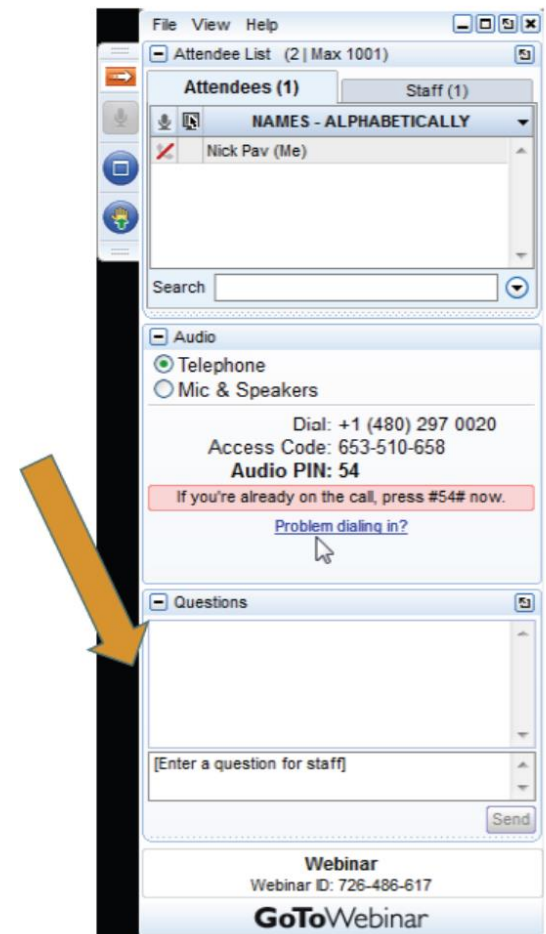 File View Help
Attendee List (2 | Max 1001)
Attendees (1)
Staff (1)
NAMES - ALPHABETICALLY
Nick Pav (Me)
Search
Audio
Telephone
Mic & Speakers
Dial: +1 (480) 297 0020
Access Code: 653-510-658
Audio PIN: 54
If you're already on the call, press #54# now.
Problem dialing in?
Questions
[Enter a question for staff]
Send
Webinar
Webinar ID: 726-486-617
GoToWebinar